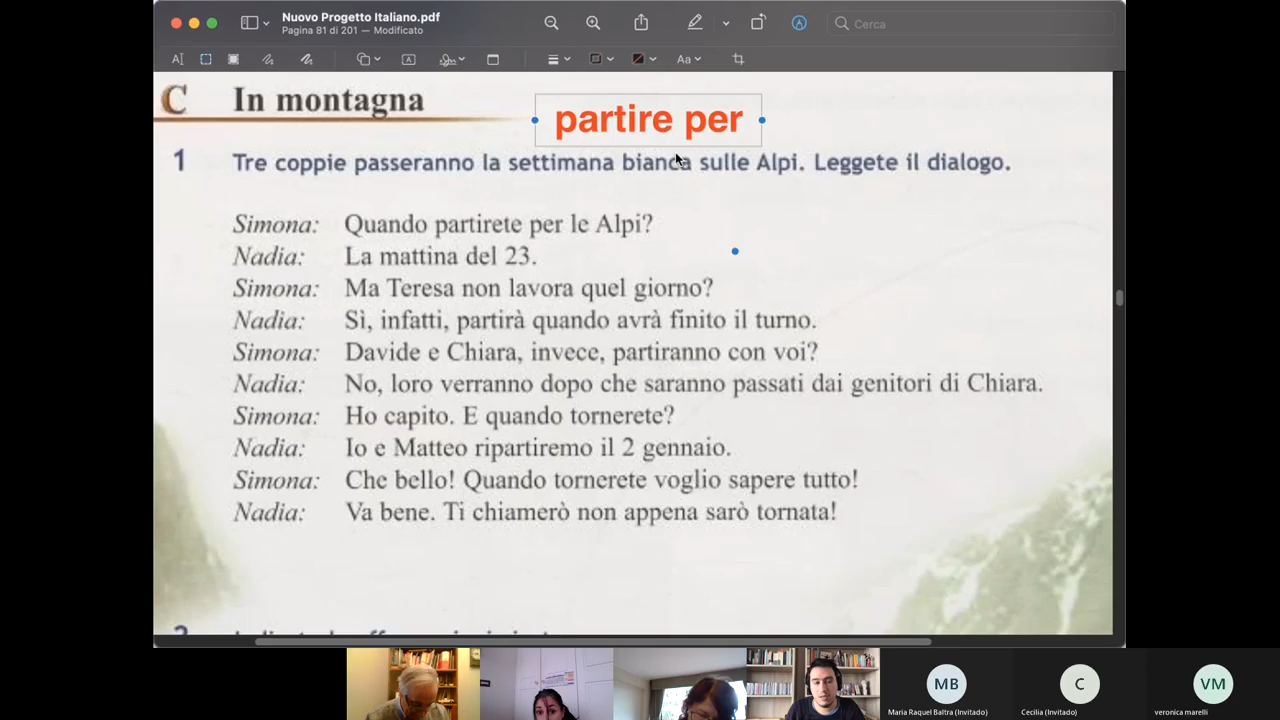 Nuovo Progetto Italiano.pdf
Pagina 81 di 201 — Modificato
Cerca
C In montagna
partire per
1 Tre coppie passeranno la settimana bianca sulle Alpi. Leggete il dialogo.
Simona: Quando partirete per le Alpi?
Nadia: La mattina del 23.
Simona: Ma Teresa non lavora quel giorno?
Nadia: Sì, infatti, partirà quando avrà finito il turno.
Simona: Davide e Chiara, invece, partiranno con voi?
Nadia: No, loro verranno dopo che saranno passati dai genitori di Chiara.
Simona: Ho capito. E quando tornerete?
Nadia: Io e Matteo ripartiremo il 2 gennaio.
Simona: Che bello! Quando tornerete voglio sapere tutto!
Nadia: Va bene. Ti chiamerò non appena sarò tornata!
MB C VM
Maria Raquel Baltra (Invitado) Cecilia (Invitado) veronica marelli